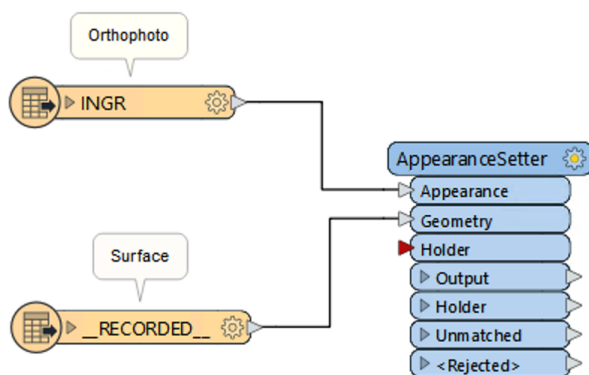 Orthophoto
INGR
AppearanceSetter
Appearance
Geometry
Holder
Surface
Output
Holder
__RECORDED__
Unmatched
<Rejected>